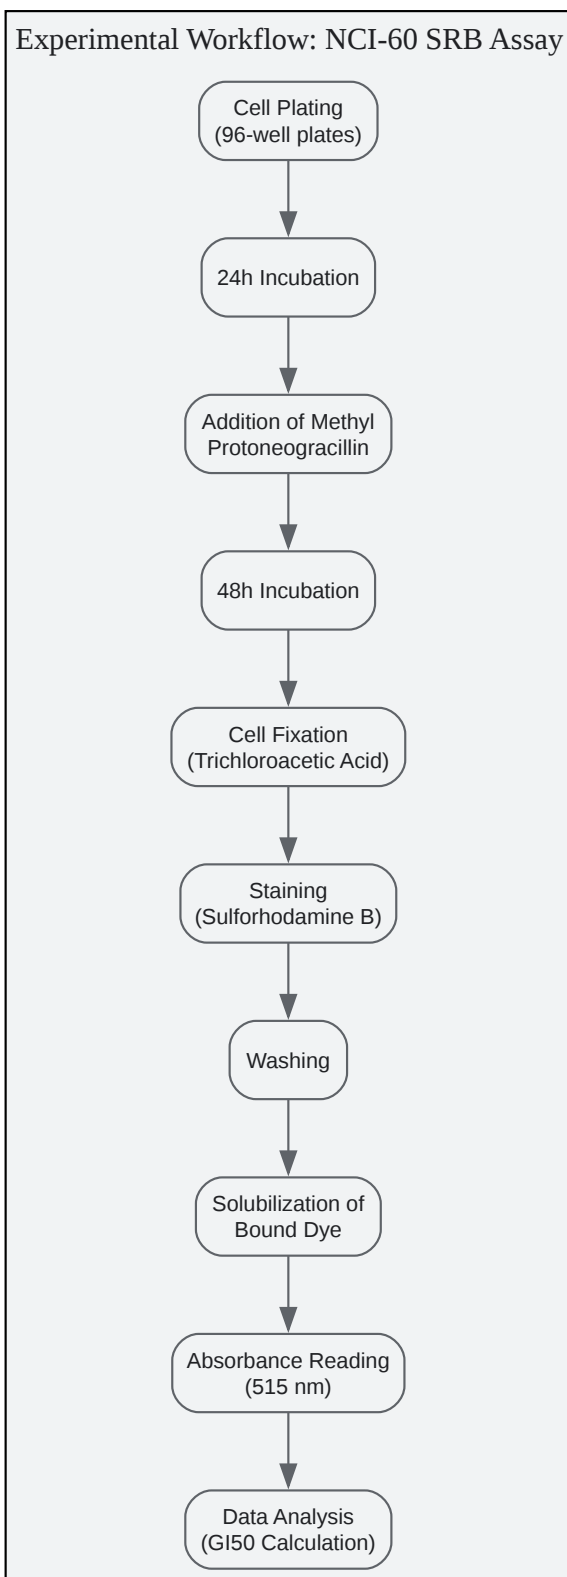 Experimental Workflow: NCI-60 SRB Assay
Cell Plating
(96-well plates)
24h Incubation
Addition of Methyl
Protoneogracillin
48h Incubation
Cell Fixation
(Trichloroacetic Acid)
Staining
(Sulforhodamine B)
Washing
Solubilization of
Bound Dye
Absorbance Reading
(515 nm)
Data Analysis
(GI50 Calculation)